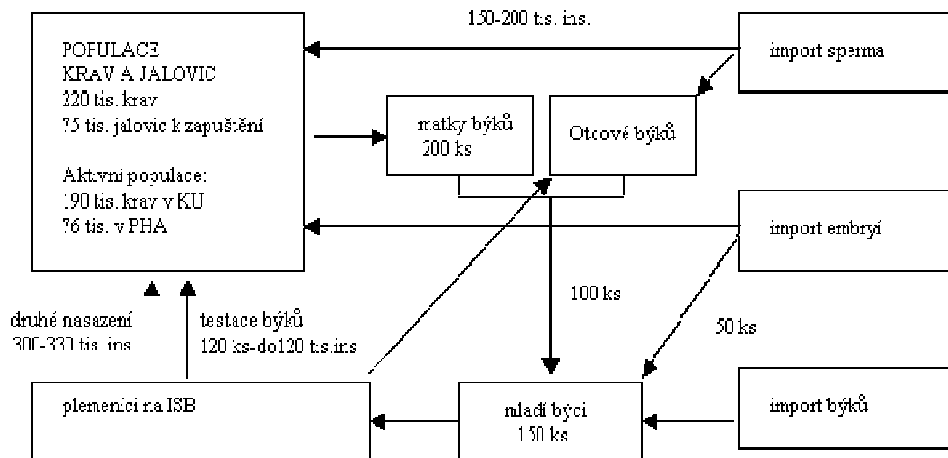 150-200 tis. ins.
POPULACE
KRAV A JALOVIC
220 tis. krav
75 tis. jalovic k zapuštění
Aktivní populace:
190 tis. krav v KU
76 tis. v PHA
matky býků
200 ks
Otcové býků
import sperma
import embryí
import býků
100 ks
50 ks
druhé nasazení
300-330 tis. ins
testace býků
120 ks-do120 tis.ins
plemeníci na ISB
mladí býci
150 ks